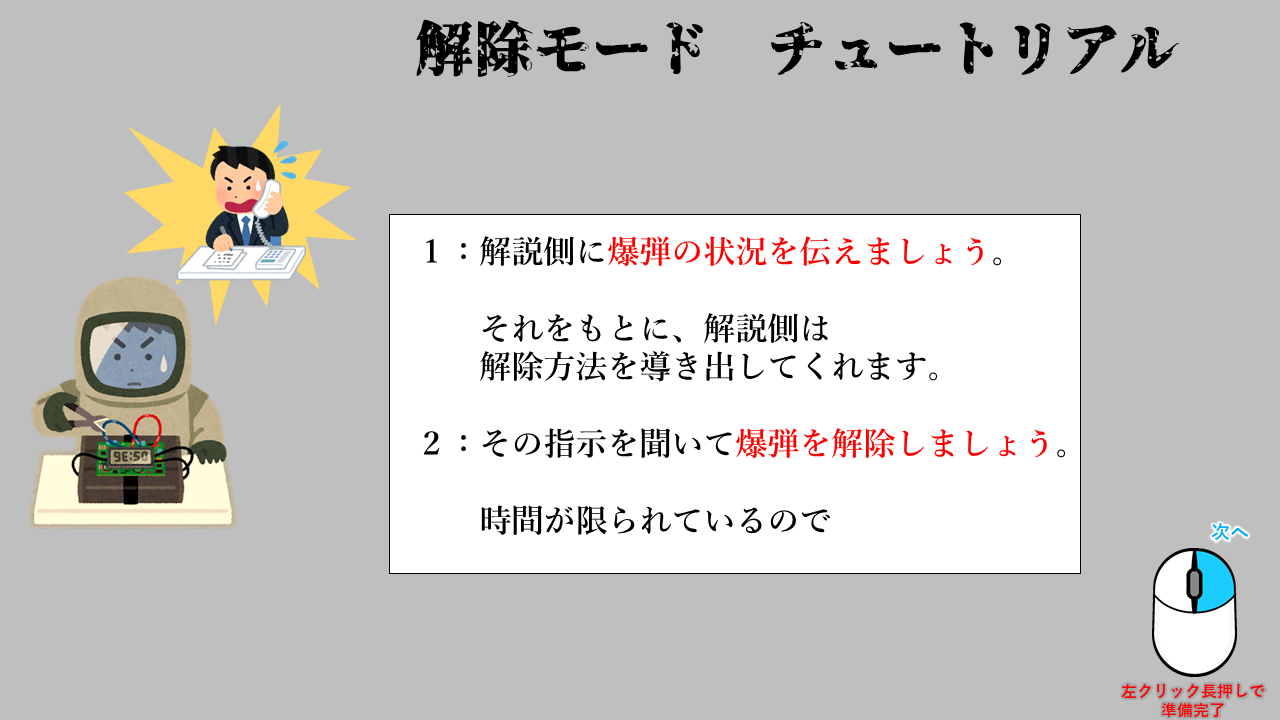 解除モード　チュートリアル
１：解説側に爆弾の状況を伝えましょう。
それをもとに、解説側は
解除方法を導き出してくれます。
２：その指示を聞いて爆弾を解除しましょう。
時間が限られているので
次へ
左クリック長押しで
準備完了